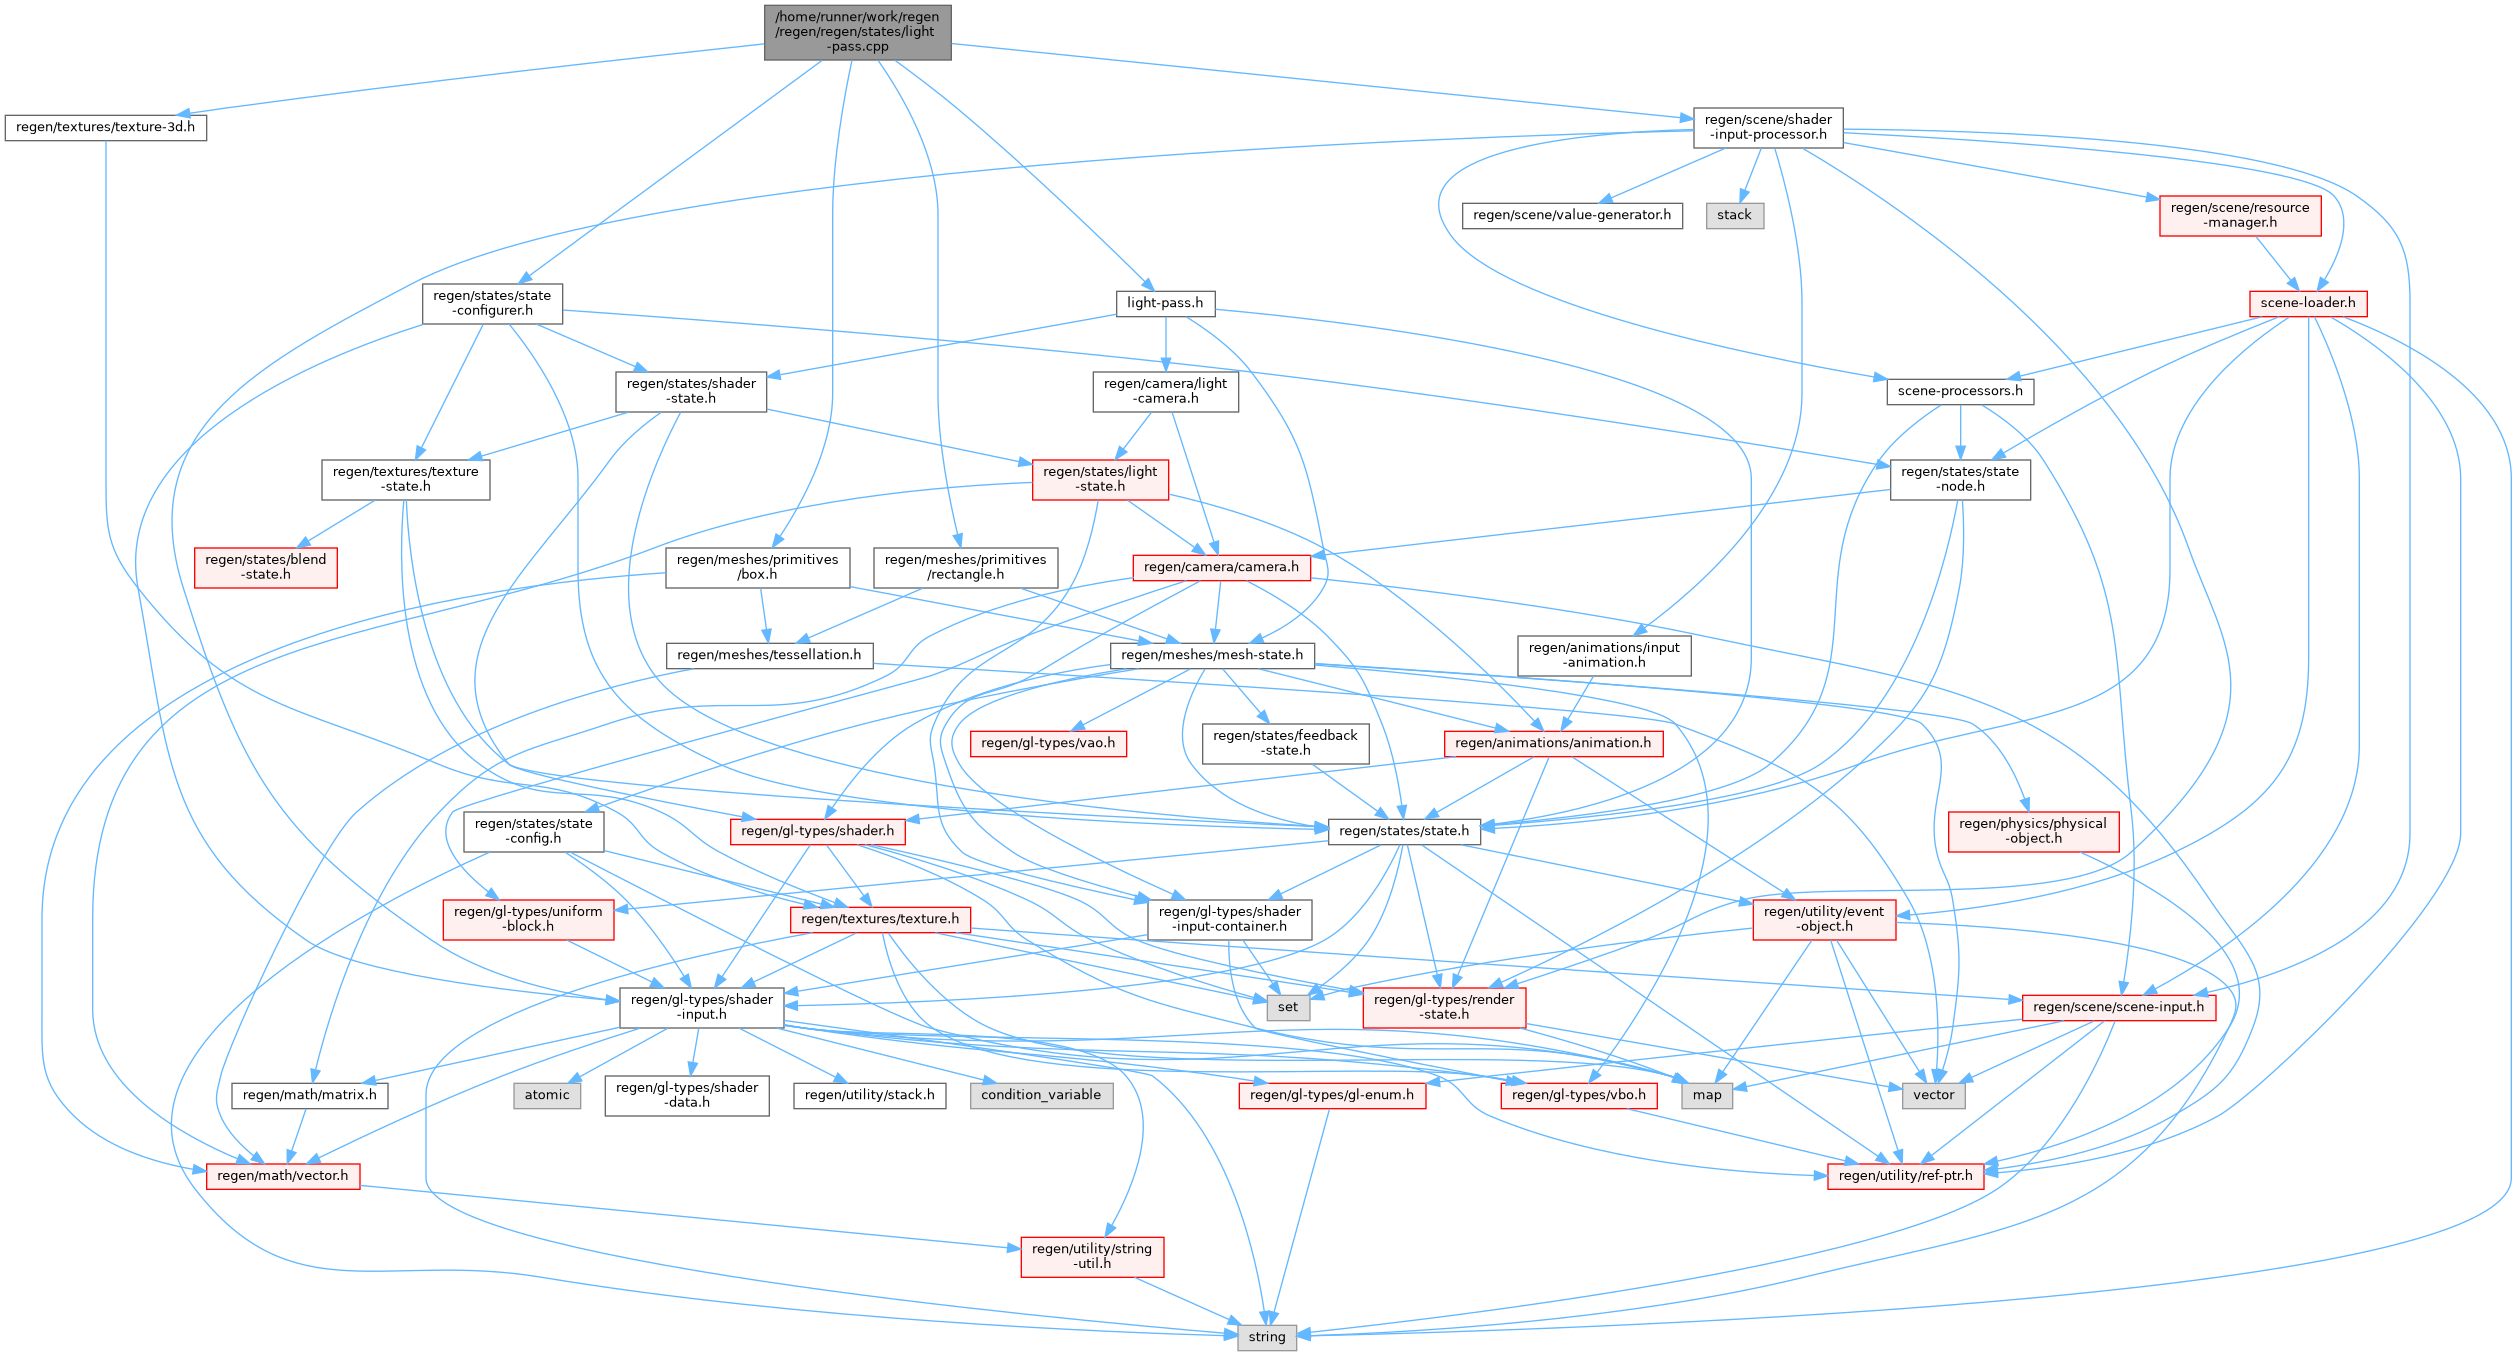 /home/runner/work/regen
/regen/regen/states/light
-pass.cpp
regen/textures/texture-3d.h
regen/scene/shader
-input-processor.h
regen/scene/value-generator.h
stack
regen/scene/resource
-manager.h
regen/states/state
-configurer.h
light-pass.h
scene-loader.h
regen/states/shader
-state.h
regen/camera/light
-camera.h
scene-processors.h
regen/textures/texture
-state.h
regen/states/light
-state.h
regen/states/state
-node.h
regen/states/blend
-state.h
regen/meshes/primitives
/box.h
regen/meshes/primitives
/rectangle.h
regen/camera/camera.h
regen/meshes/tessellation.h
regen/meshes/mesh-state.h
regen/animations/input
-animation.h
regen/gl-types/vao.h
regen/states/feedback
-state.h
regen/animations/animation.h
regen/states/state
-config.h
regen/gl-types/shader.h
regen/states/state.h
regen/physics/physical
-object.h
regen/gl-types/uniform
-block.h
regen/textures/texture.h
regen/gl-types/shader
-input-container.h
regen/utility/event
-object.h
regen/gl-types/shader
-input.h
set
regen/gl-types/render
-state.h
regen/scene/scene-input.h
regen/math/matrix.h
atomic
regen/gl-types/shader
-data.h
regen/utility/stack.h
condition_variable
regen/gl-types/gl-enum.h
regen/gl-types/vbo.h
map
vector
regen/math/vector.h
regen/utility/ref-ptr.h
regen/utility/string
-util.h
string